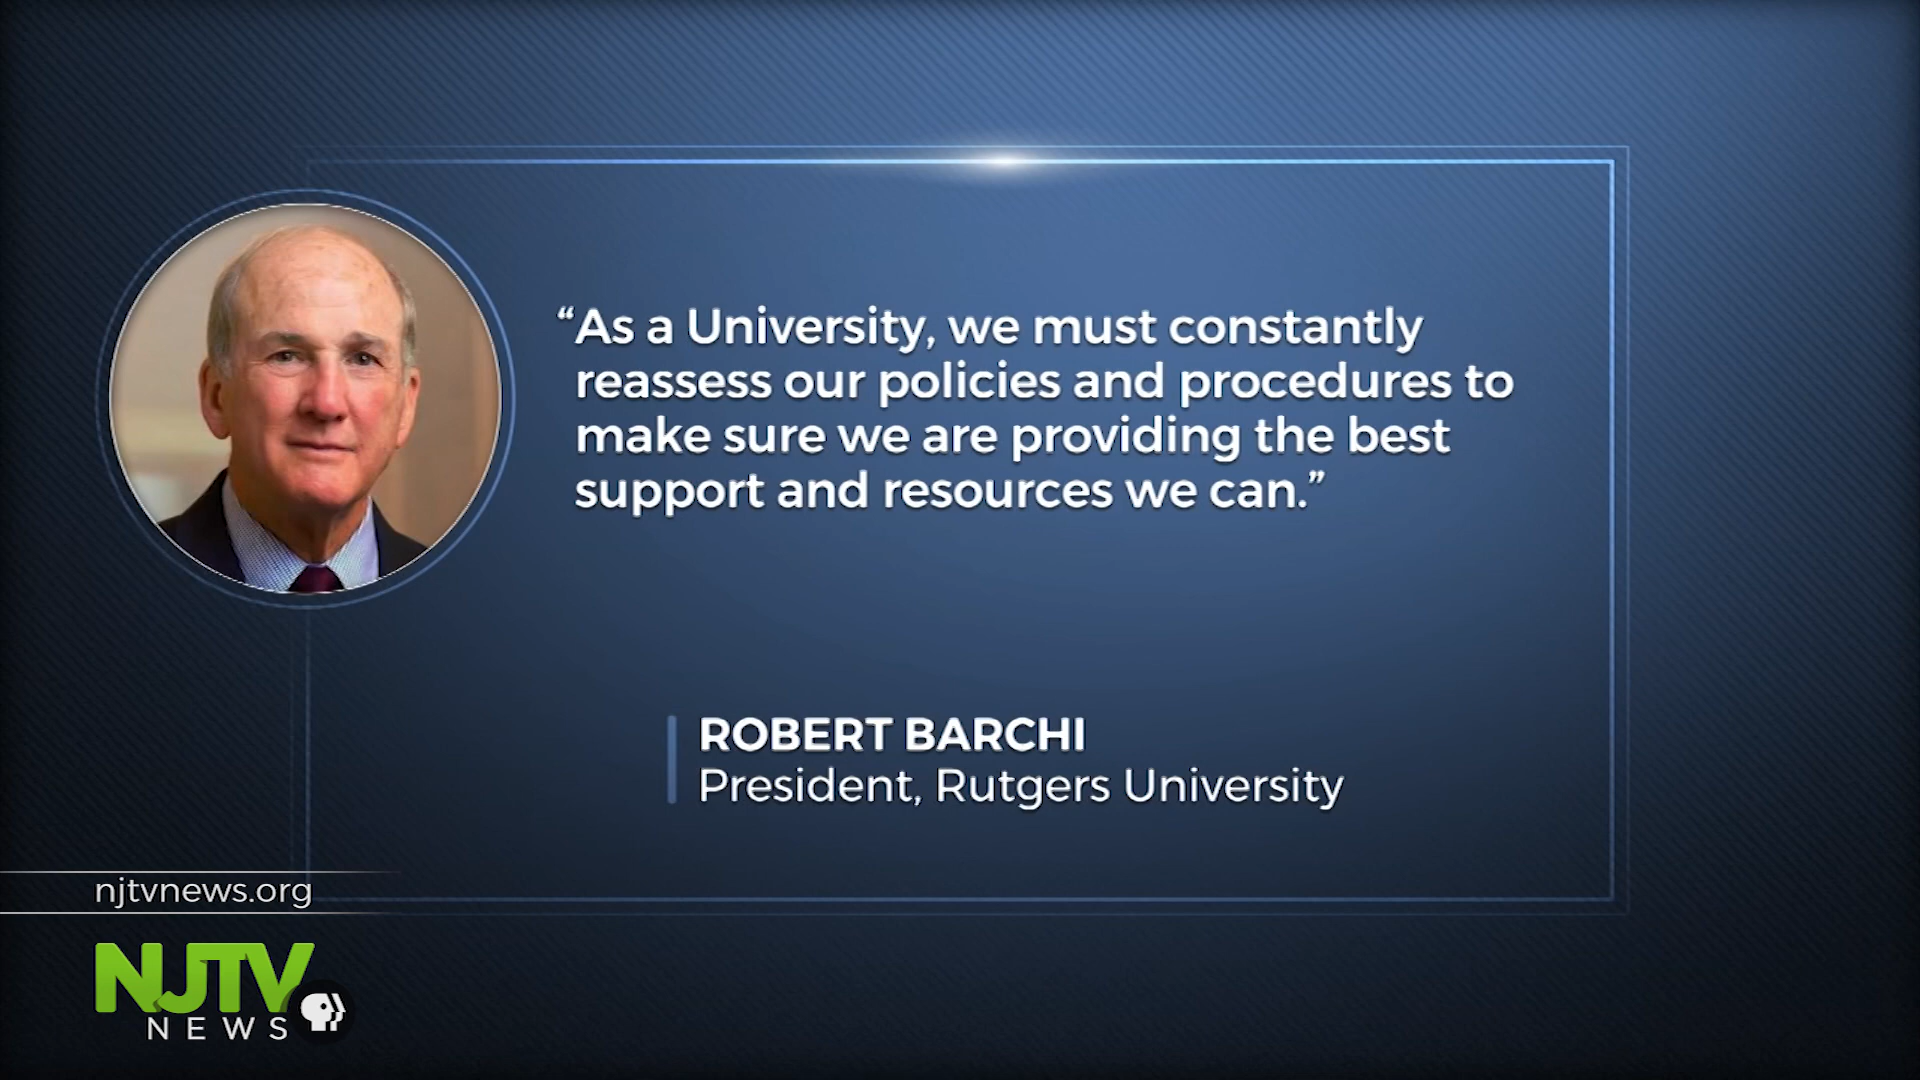 “As a University, we must constantly
reassess our policies and procedures to
make sure we are providing the best
support and resources we can.”
ROBERT BARCHI
President, Rutgers University
njtvnews.org
NJTV
NEWS